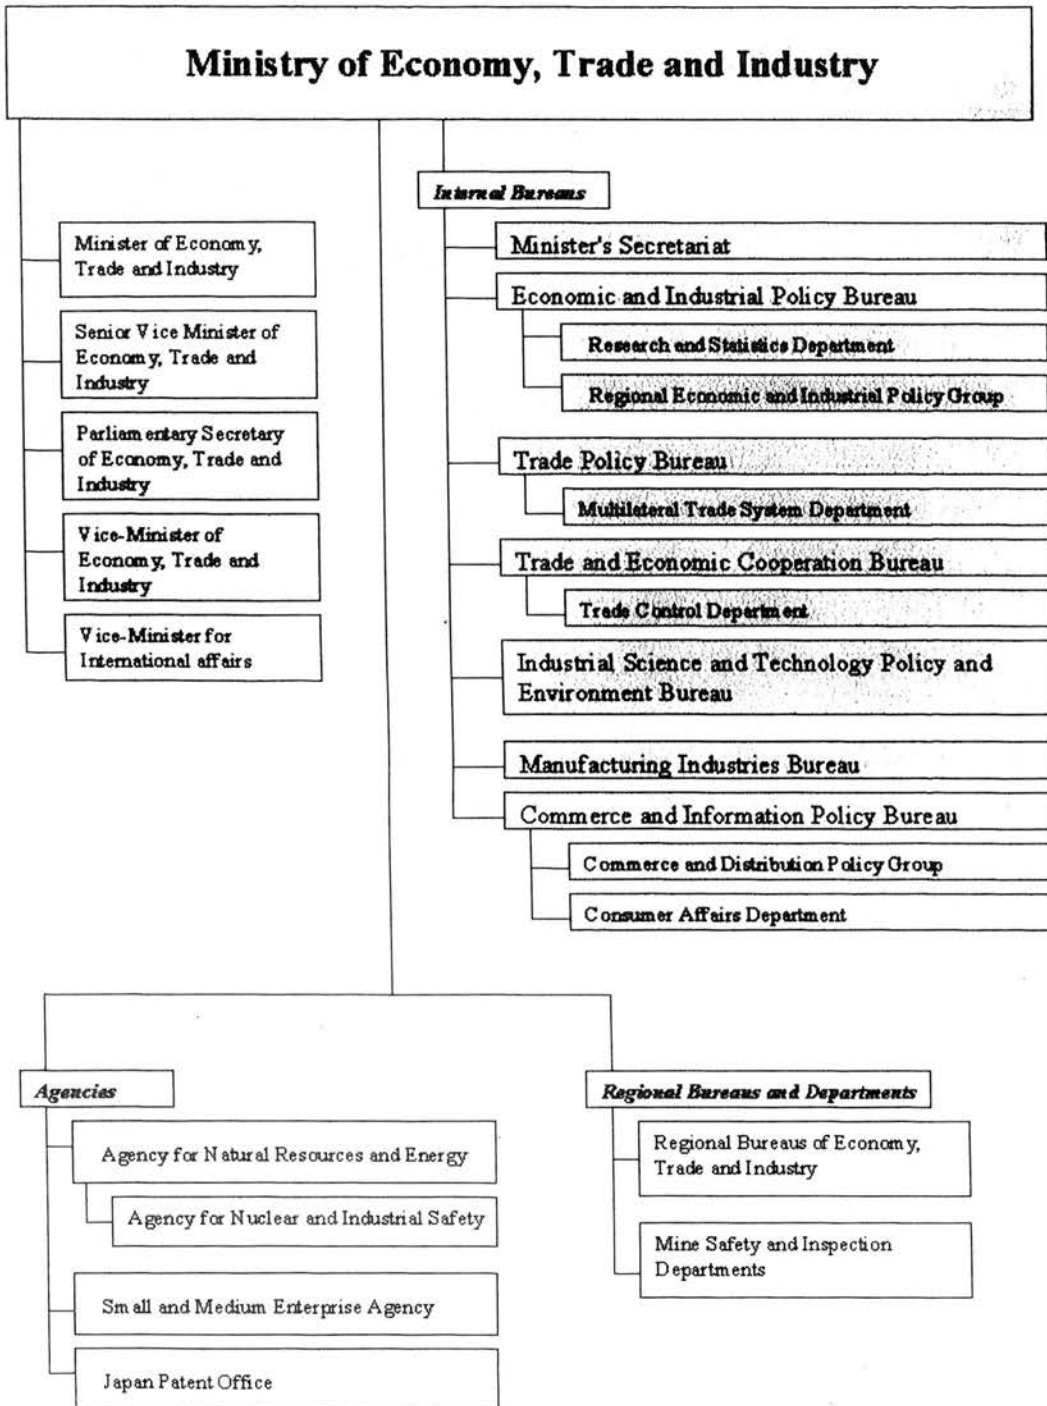 Ministry of Economy, Trade and Industry
Minister of Economy,
Trade and Industry
Senior Vice Minister of
Economy, Trade and
Industry
Parliamentary Secretary
of Economy, Trade and
Industry
Vice-Minister of
Economy, Trade and
Industry
Vice-Minister for
International affairs
Internal Bureaus
Minister's Secretariat
Economic and Industrial Policy Bureau
Research and Statistics Department
Regional Economic and Industrial Policy Group
Trade Policy Bureau
Multilateral Trade System Department
Trade and Economic Cooperation Bureau
Trade Control Department
Industrial Science and Technology Policy and
Environment Bureau
Manufacturing Industries Bureau
Commerce and Information Policy Bureau
Commerce and Distribution Policy Group
Consumer Affairs Department
Agencies
Agency for Natural Resources and Energy
Agency for Nuclear and Industrial Safety
Small and Medium Enterprise Agency
Japan Patent Office
Regional Bureaus and Departments
Regional Bureaus of Economy,
Trade and Industry
Mine Safety and Inspection
Departments